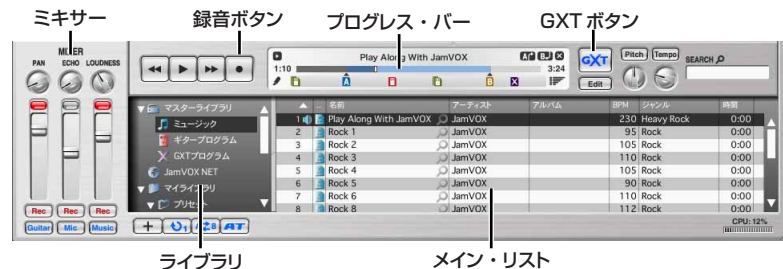 ミキサー 録音ボタン プログレス・バー GXT ボタン
MIXER
PAN ECHO LOUDNESS
Play Along With JamVOX
1:10 3:24
A B X
GXT
Edit
Pitch Tempo SEARCH
マスターライブラリ
ミュージック
ギタープログラム
GXTプログラム
JamVOX NET
マイライブラリ
プリセット
名前 アーティスト アルバム BPM ジャンル 時間
1 Play Along With JamVOX JamVOX 230 Heavy Rock 0:00
2 Rock 1 JamVOX 95 Rock 0:00
3 Rock 2 JamVOX 105 Rock 0:00
4 Rock 3 JamVOX 110 Rock 0:00
5 Rock 4 JamVOX 105 Rock 0:00
6 Rock 5 JamVOX 90 Rock 0:00
7 Rock 6 JamVOX 110 Rock 0:00
8 Rock 8 JamVOX 112 Rock 0:00
Rec Rec Rec
Guitar Mic Music
AT
CPU: 12%
ライブラリ メイン・リスト